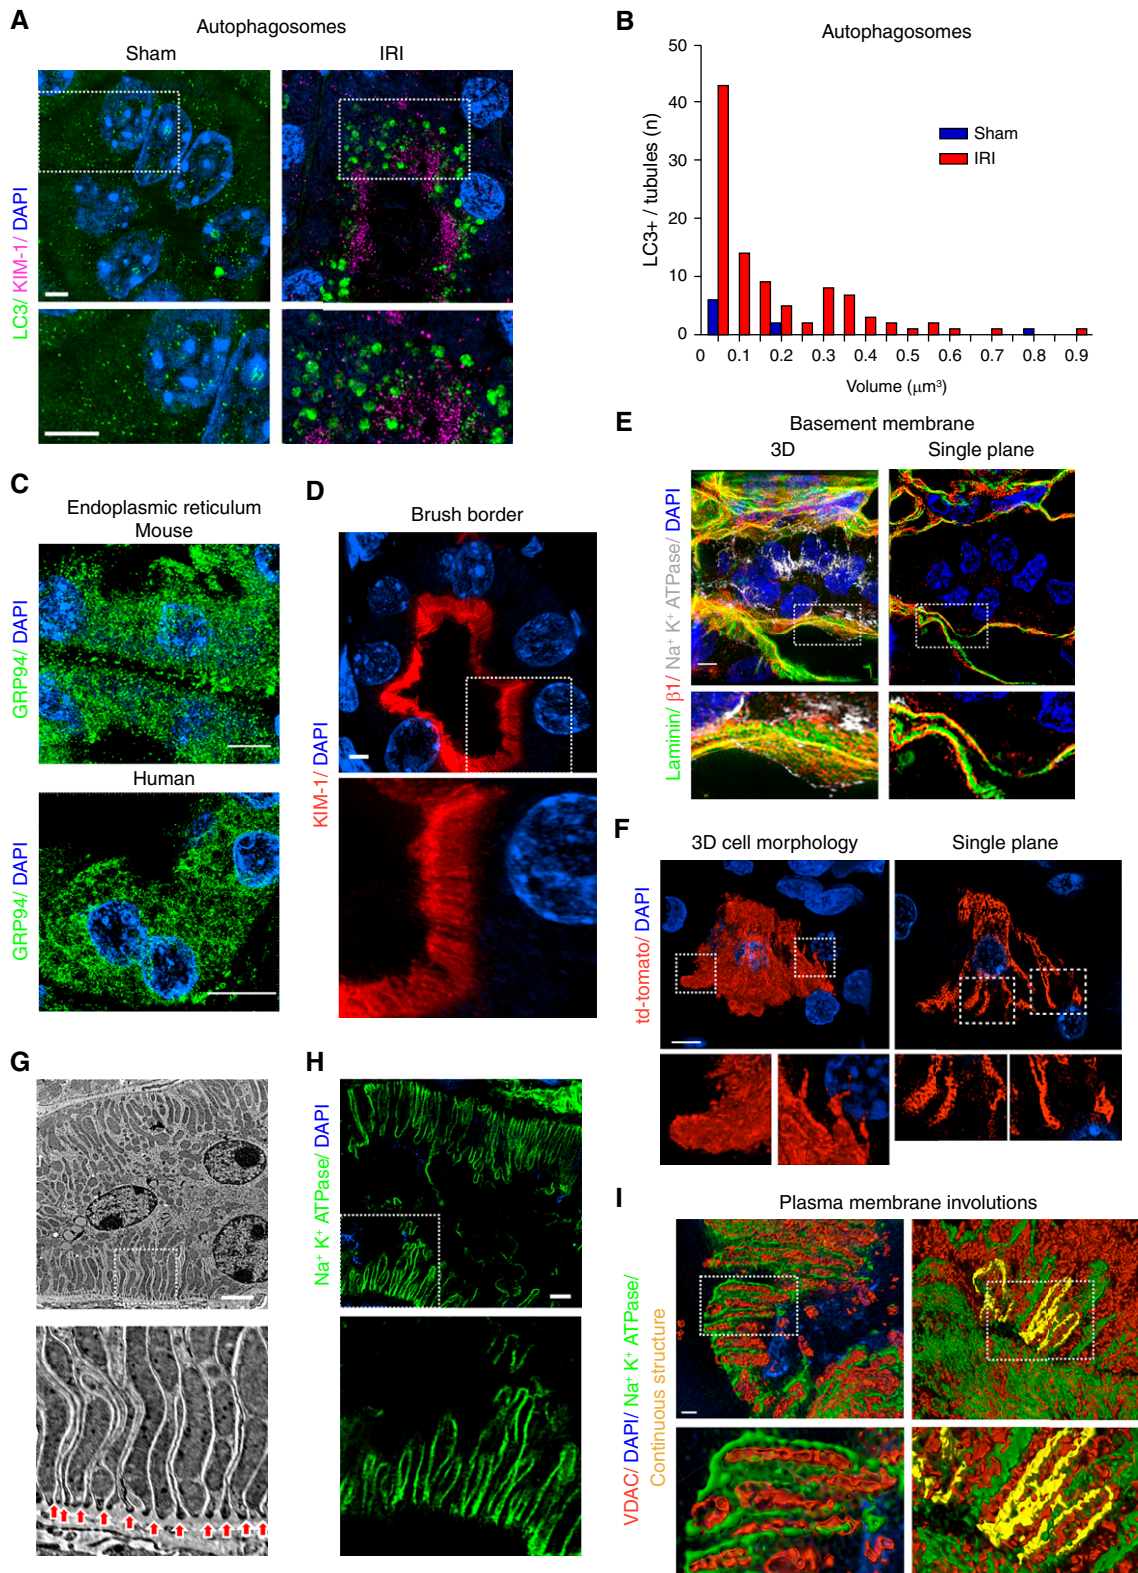 A
Autophagosomes
Sham
IRI
LC3/ KIM-1/ DAPI
B
Autophagosomes
LC3+ / tubules (n)
50
40
30
20
10
0
Sham
IRI
0 0.1 0.2 0.3 0.4 0.5 0.6 0.7 0.8 0.9
Volume (μm³)
C
Endoplasmic reticulum
Mouse
GRP94/ DAPI
Human
GRP94/ DAPI
D
Brush border
KIM-1/ DAPI
E
Basement membrane
3D
Single plane
Laminin/ β1/ Na⁺ K⁺ ATPase/ DAPI
F
3D cell morphology
Single plane
td-tomato/ DAPI
G
H
Na⁺ K⁺ ATPase/ DAPI
I
Plasma membrane involutions
VDAC/ DAPI/ Na⁺ K⁺ ATPase/
Continuous structure